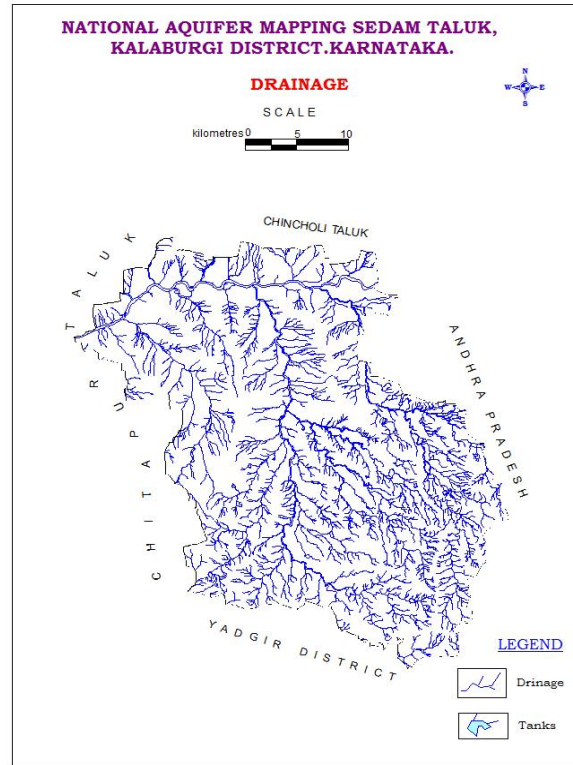 NATIONAL AQUIFER MAPPING SEDAM TALUK,
KALABURGI DISTRICT.KARNATAKA.
DRAINAGE
N
W E
S
SCALE
kilometres 0 5 10
CHINCHOLI TALUK
CHITAPUR TALUK
ANDHRA PRADESH
YADGIR DISTRICT
LEGEND
Drinage
Tanks